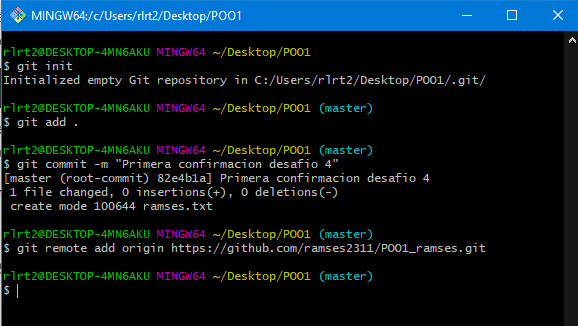 MINGW64:/c/Users/rlrt2/Desktop/POO1
rlrt2@DESKTOP-4MN6AKU MINGW64 ~/Desktop/POO1
$ git init
Initialized empty Git repository in C:/Users/rlrt2/Desktop/POO1/.git/
rlrt2@DESKTOP-4MN6AKU MINGW64 ~/Desktop/POO1 (master)
$ git add .
rlrt2@DESKTOP-4MN6AKU MINGW64 ~/Desktop/POO1 (master)
$ git commit -m "Primera confirmacion desafio 4"
[master (root-commit) 82e4b1a] Primera confirmacion desafio 4
1 file changed, 0 insertions(+), 0 deletions(-)
create mode 100644 ramses.txt
rlrt2@DESKTOP-4MN6AKU MINGW64 ~/Desktop/POO1 (master)
$ git remote add origin https://github.com/ramses2311/POO1_ramses.git
rlrt2@DESKTOP-4MN6AKU MINGW64 ~/Desktop/POO1 (master)
$